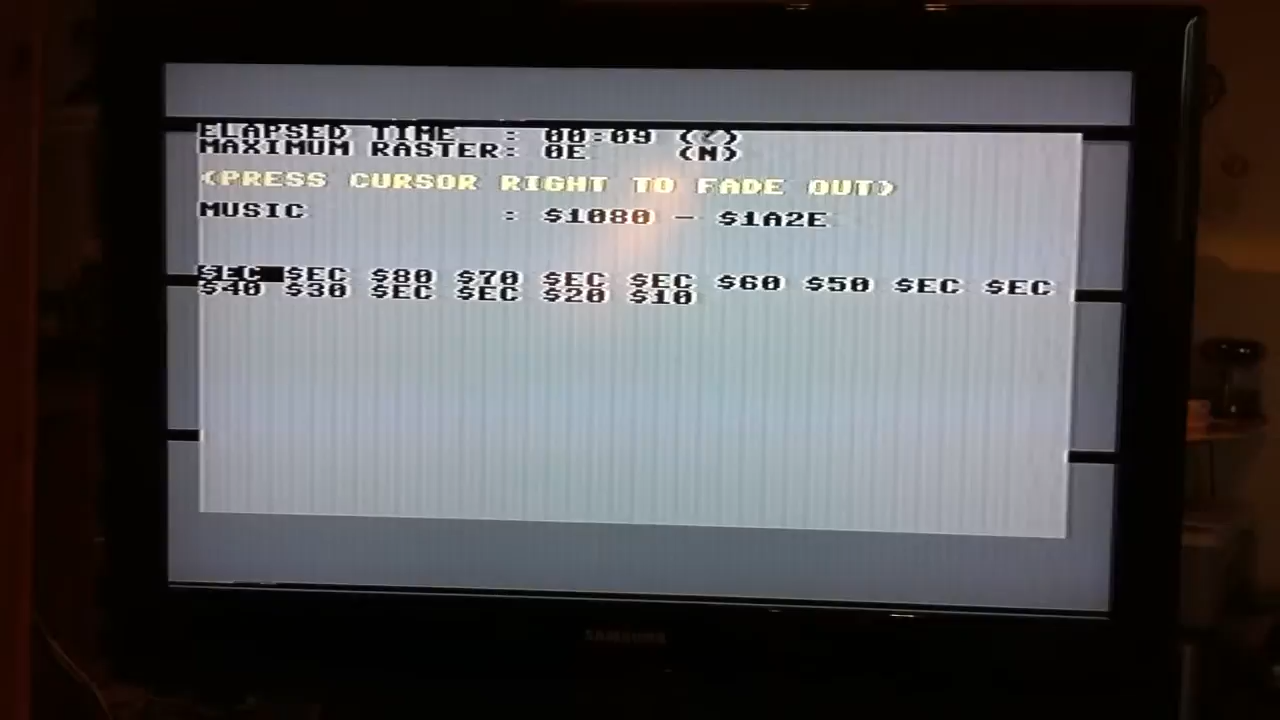 ELAPSED TIME : 00:09 (✓)
MAXIMUM RASTER: 0E (N)
<PRESS CURSOR RIGHT TO FADE OUT>
MUSIC : $1080 - $1A2E
$EC $EC $80 $70 $EC $EC $60 $50 $EC $EC
$40 $30 $EC $EC $20 $10
SAMSUNG